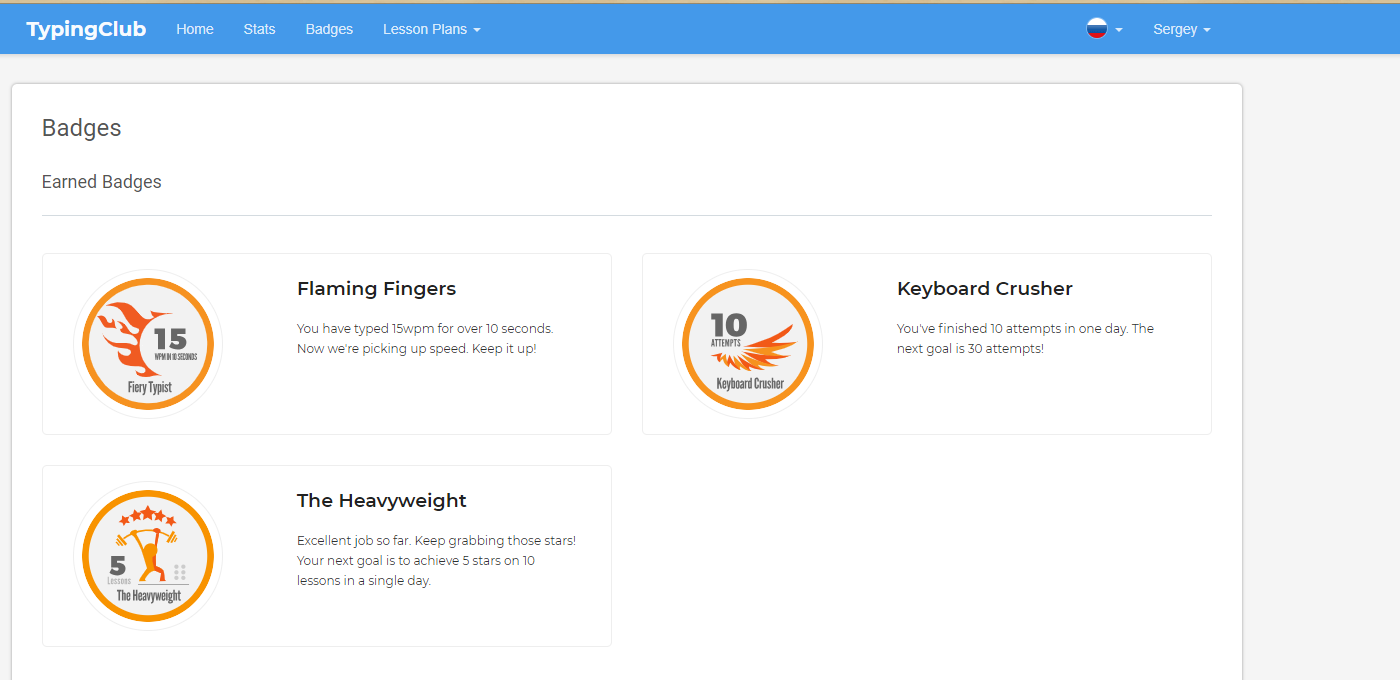 TypingClub Home Stats Badges Lesson Plans Sergey
Badges
Earned Badges
15
WPM IN 10 SECONDS
Fiery Typist
Flaming Fingers
You have typed 15wpm for over 10 seconds.
Now we're picking up speed. Keep it up!
10
ATTEMPTS
Keyboard Crusher
Keyboard Crusher
You've finished 10 attempts in one day. The
next goal is 30 attempts!
5
Lessons
The Heavyweight
The Heavyweight
Excellent job so far. Keep grabbing those stars!
Your next goal is to achieve 5 stars on 10
lessons in a single day.